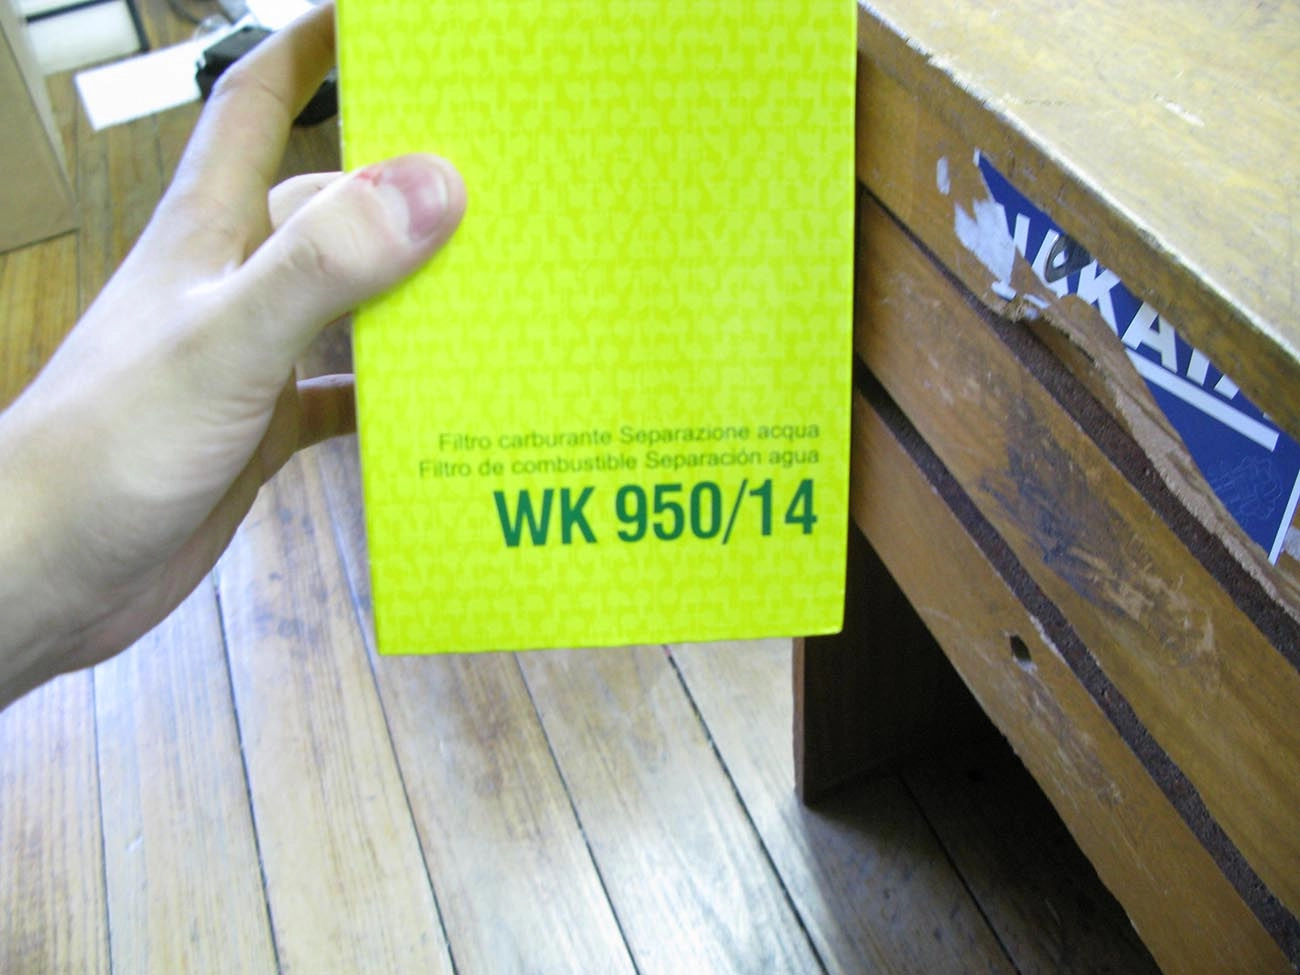 Filtro carburante Separazione acqua
Filtro de combustible Separación agua
WK 950/14